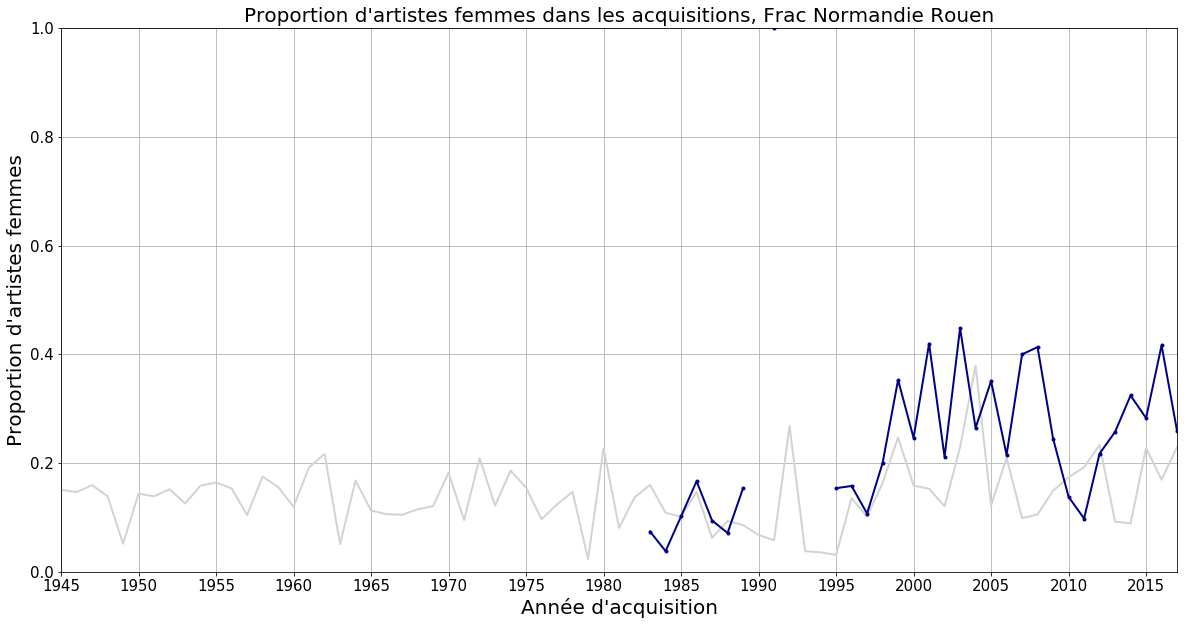 Proportion d'artistes femmes dans les acquisitions, Frac Normandie Rouen
Proportion d'artistes femmes
1.0
0.8
0.6
0.4
0.2
0.0
1945 1950 1955 1960 1965 1970 1975 1980 1985 1990 1995 2000 2005 2010 2015
Année d'acquisition